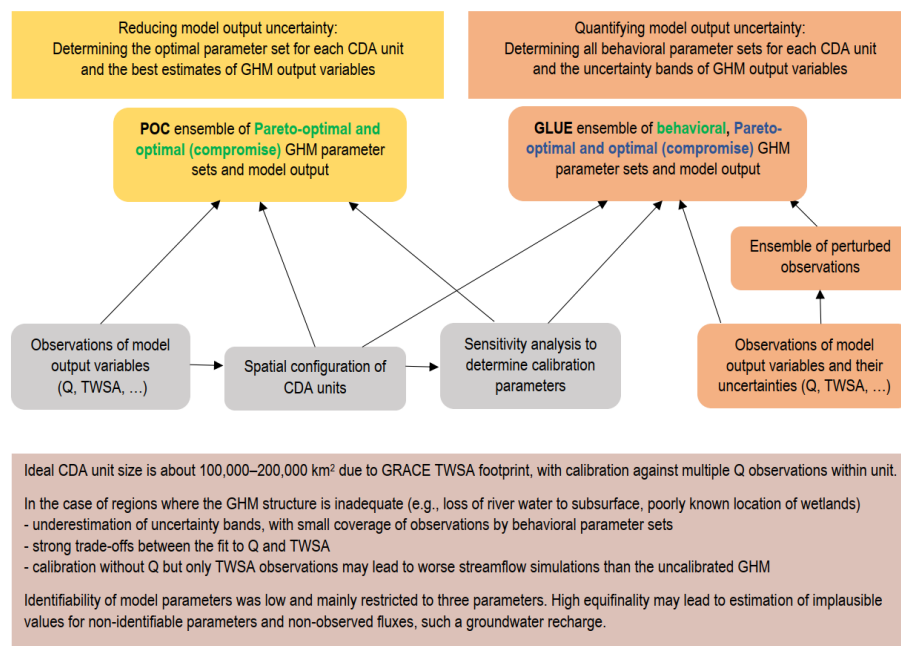 Reducing model output uncertainty:
Determining the optimal parameter set for each CDA unit
and the best estimates of GHM output variables
Quantifying model output uncertainty:
Determining all behavioral parameter sets for each CDA unit
and the uncertainty bands of GHM output variables
POC ensemble of Pareto-optimal and
optimal (compromise) GHM parameter
sets and model output
GLUE ensemble of behavioral, Pareto-
optimal and optimal (compromise) GHM
parameter sets and model output
Ensemble of perturbed
observations
Observations of model
output variables
(Q, TWSA, …)
Spatial configuration of
CDA units
Sensitivity analysis to
determine calibration
parameters
Observations of model
output variables and their
uncertainties (Q, TWSA, …)
Ideal CDA unit size is about 100,000–200,000 km² due to GRACE TWSA footprint, with calibration against multiple Q observations within unit.
In the case of regions where the GHM structure is inadequate (e.g., loss of river water to subsurface, poorly known location of wetlands)
- underestimation of uncertainty bands, with small coverage of observations by behavioral parameter sets
- strong trade-offs between the fit to Q and TWSA
- calibration without Q but only TWSA observations may lead to worse streamflow simulations than the uncalibrated GHM
Identifiability of model parameters was low and mainly restricted to three parameters. High equifinality may lead to estimation of implausible
values for non-identifiable parameters and non-observed fluxes, such a groundwater recharge.